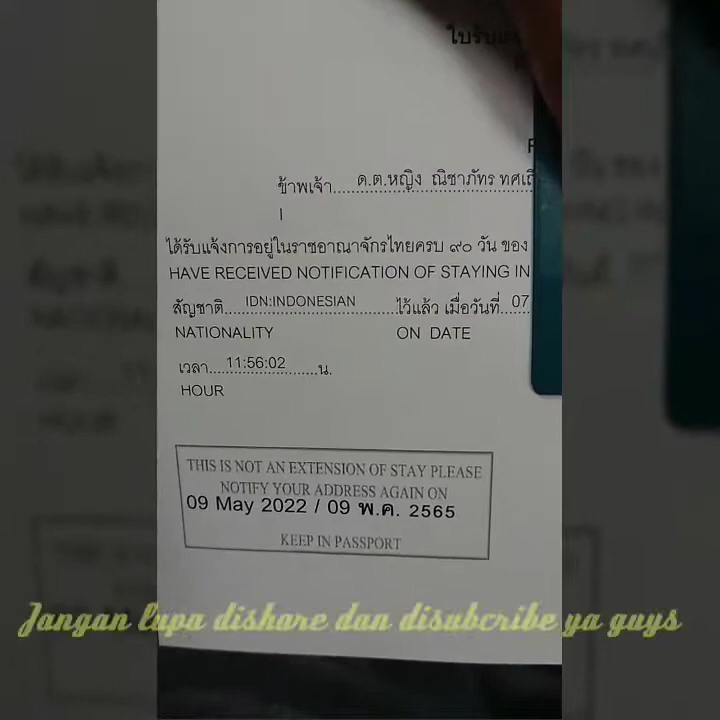 ใบรับ
ข้าพเจ้า ด.ต.หญิง ณิชาภัทร
I
ได้รับแจ้งการอยู่ในราชอาณาจักรไทยครบ ๙๐ วัน ของ
HAVE RECEIVED NOTIFICATION OF STAYING IN
สัญชาติ IDN:INDONESIAN ไว้แล้ว เมื่อวันที่ 07
NATIONALITY ON DATE
เวลา 11:56:02 น.
HOUR
THIS IS NOT AN EXTENSION OF STAY PLEASE
NOTIFY YOUR ADDRESS AGAIN ON
09 May 2022 / 09 พ.ค. 2565
KEEP IN PASSPORT
Jangan lupa dishare dan disubcribe ya guys